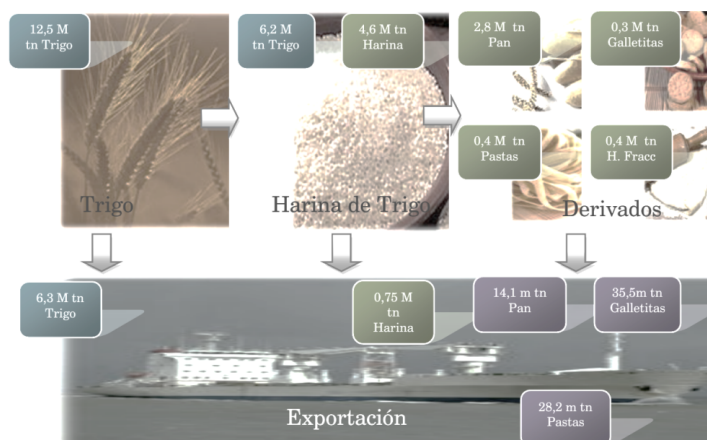 12,5 M
tn Trigo
6,2 M
tn Trigo
4,6 M tn
Harina
2,8 M tn
Pan
0,3 M tn
Galletitas
0,4 M tn
Pastas
0,4 M tn
H. Fracc
Trigo
Harina de Trigo
Derivados
6,3 M tn
Trigo
0,75 M
tn
Harina
14,1 m tn
Pan
35,5m tn
Galletitas
Exportación
28,2 m tn
Pastas